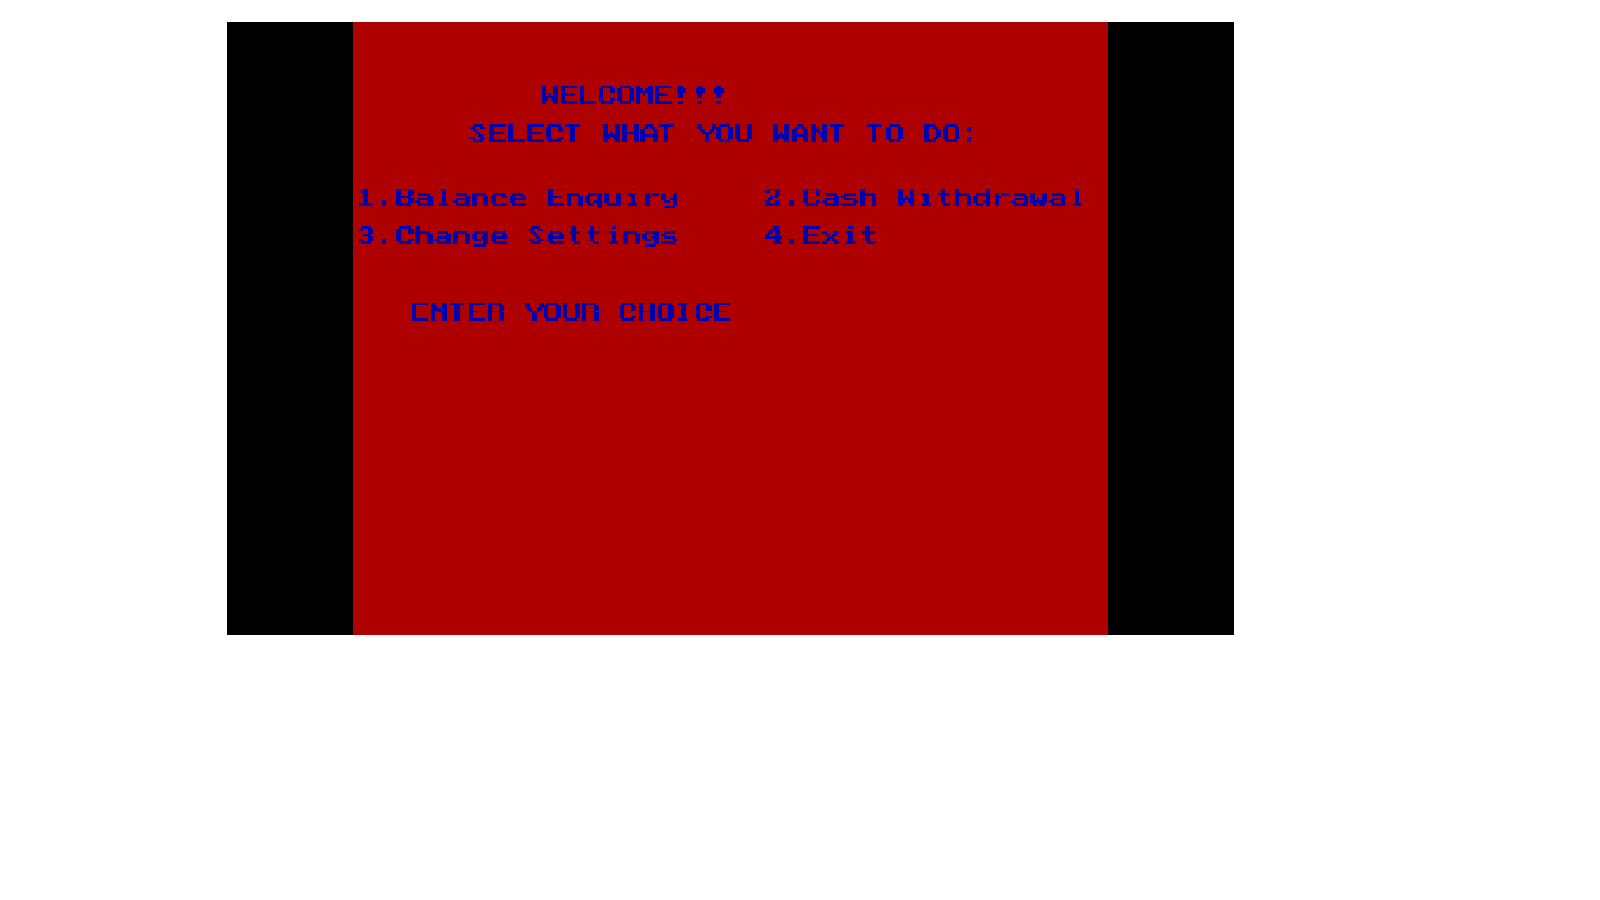 WELCOME!!!
SELECT WHAT YOU WANT TO DO:
1.Balance Enquiry 2.Cash Withdrawal
3.Change Settings 4.Exit
ENTER YOUR CHOICE